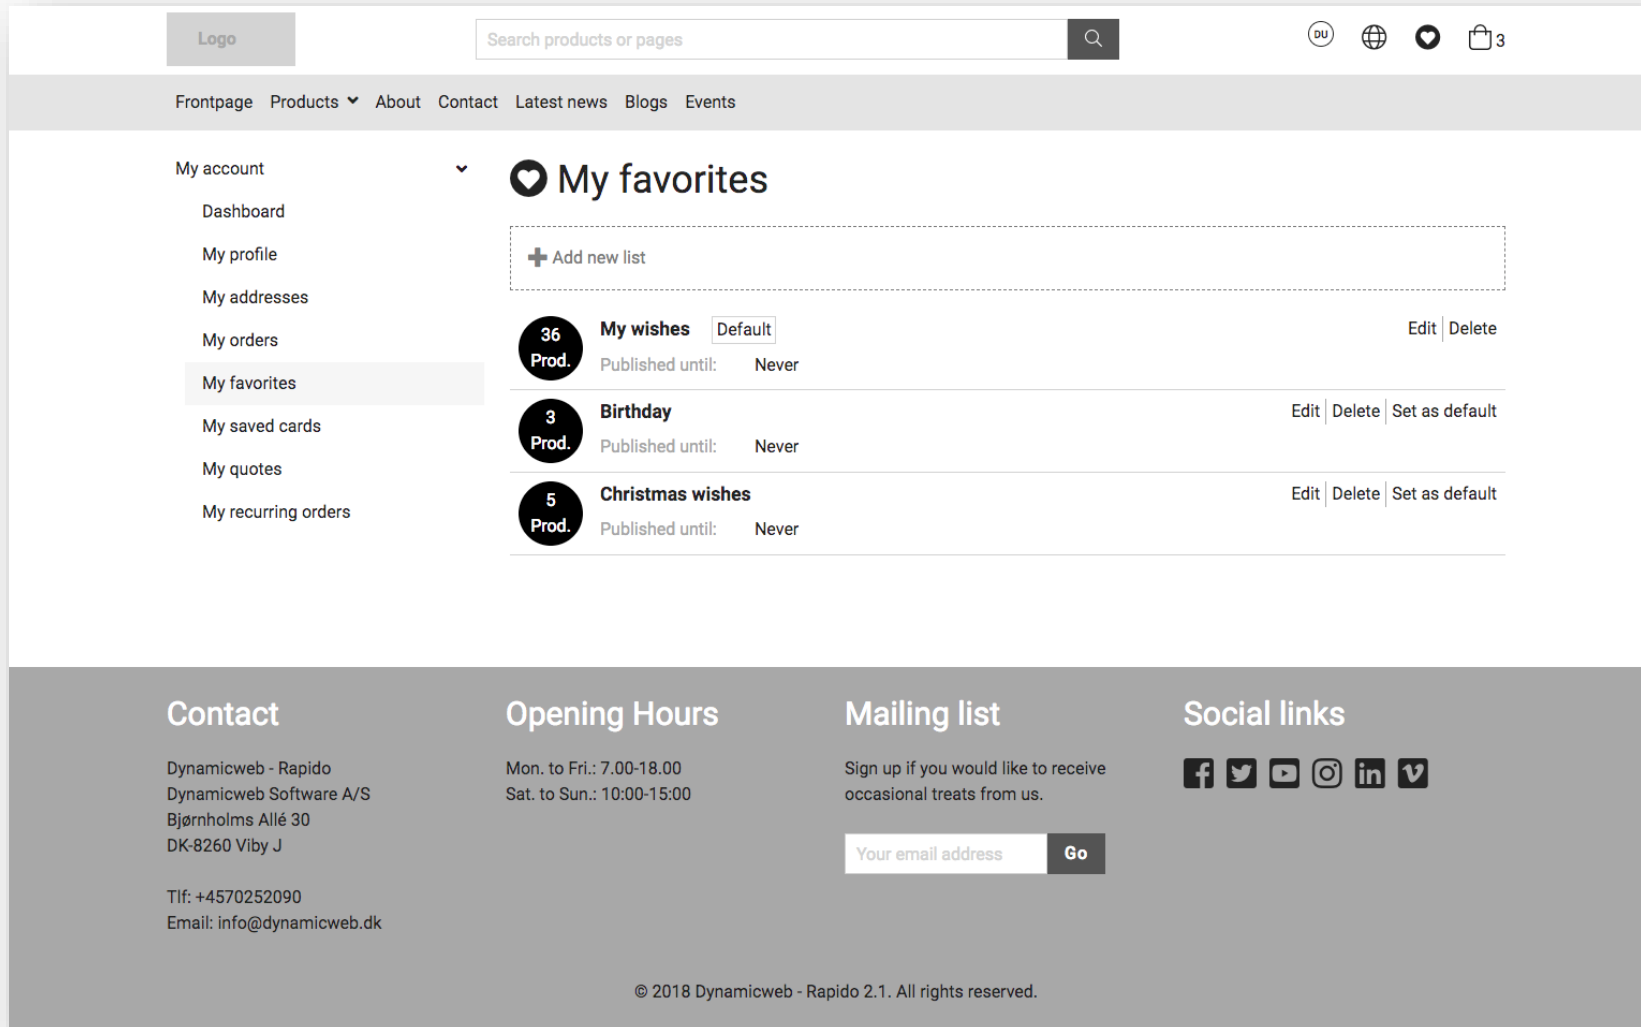 Logo
Search products or pages
DU
3
Frontpage Products About Contact Latest news Blogs Events
My account
Dashboard
My profile
My addresses
My orders
My favorites
My saved cards
My quotes
My recurring orders
My favorites
Add new list
36
Prod.
My wishes Default
Edit Delete
Published until: Never
3
Prod.
Birthday
Edit Delete Set as default
Published until: Never
5
Prod.
Christmas wishes
Edit Delete Set as default
Published until: Never
Contact
Dynamicweb - Rapido
Dynamicweb Software A/S
Bjørnholms Allé 30
DK-8260 Viby J
Tlf: +4570252090
Email: info@dynamicweb.dk
Opening Hours
Mon. to Fri.: 7.00-18.00
Sat. to Sun.: 10:00-15:00
Mailing list
Sign up if you would like to receive
occasional treats from us.
Your email address Go
Social links
© 2018 Dynamicweb - Rapido 2.1. All rights reserved.